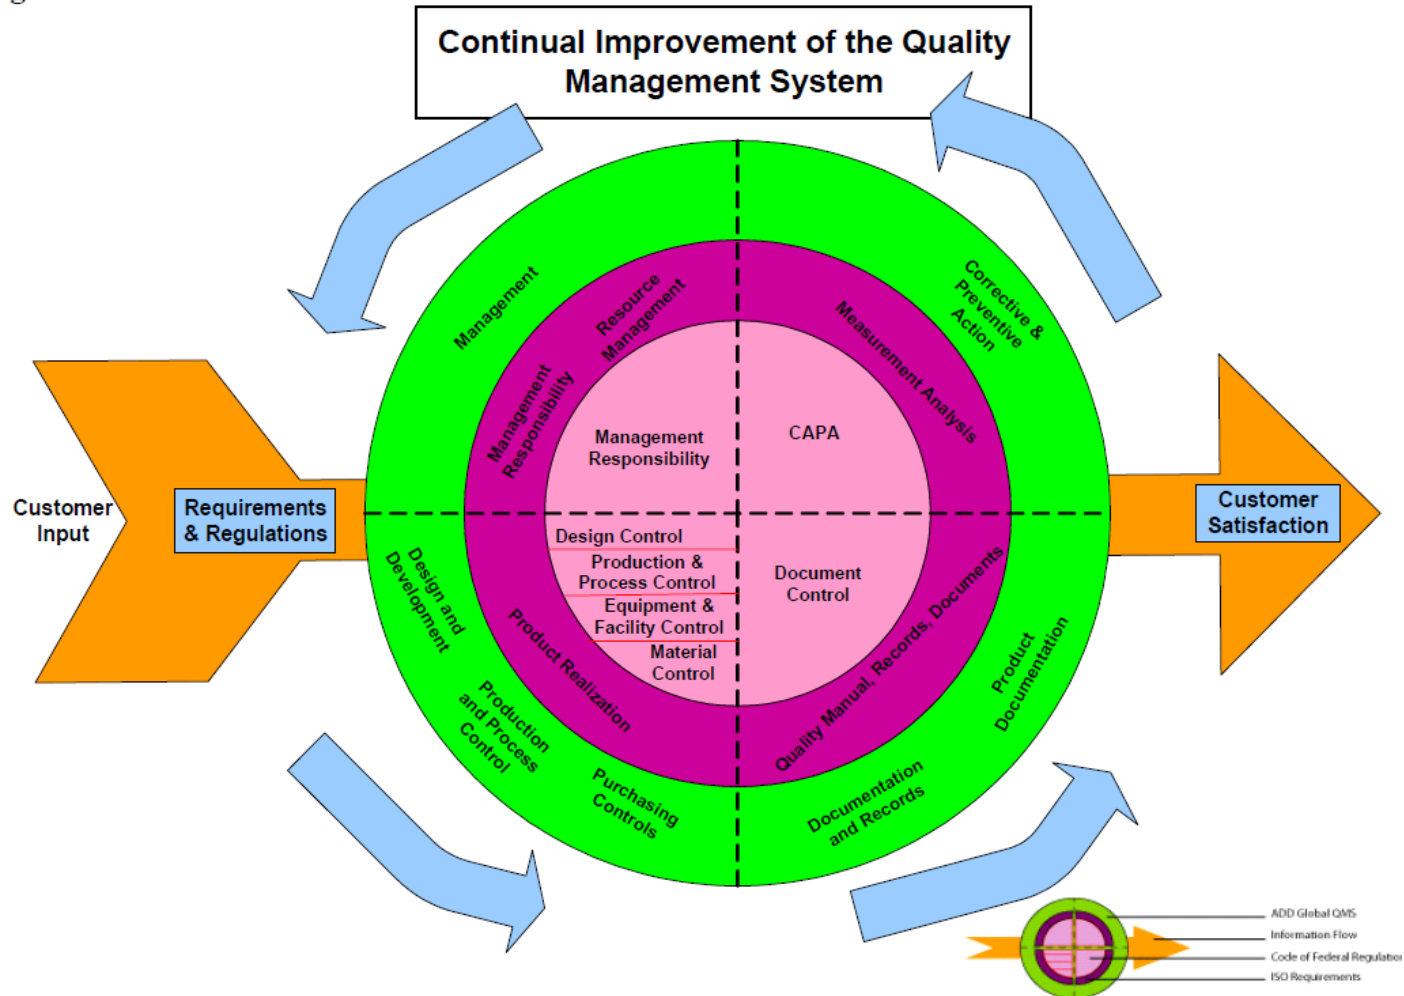 Continual Improvement of the Quality
Management System
Management
Resource
Management
Management
Responsibility
Corrective &
Preventive
Action
Measurement Analysis
Management
Responsibility
CAPA
Customer
Input
Requirements
& Regulations
Customer
Satisfaction
Design Control
Production &
Process Control
Equipment &
Facility Control
Material
Control
Document
Control
Design and
Development
Product Realization
Production
and Process
Control
Purchasing
Controls
Quality Manual, Records, Documents
Product
Documentation
Documentation
and Records
ADD Global QMS
Information Flow
Code of Federal Regulation
ISO Requirements